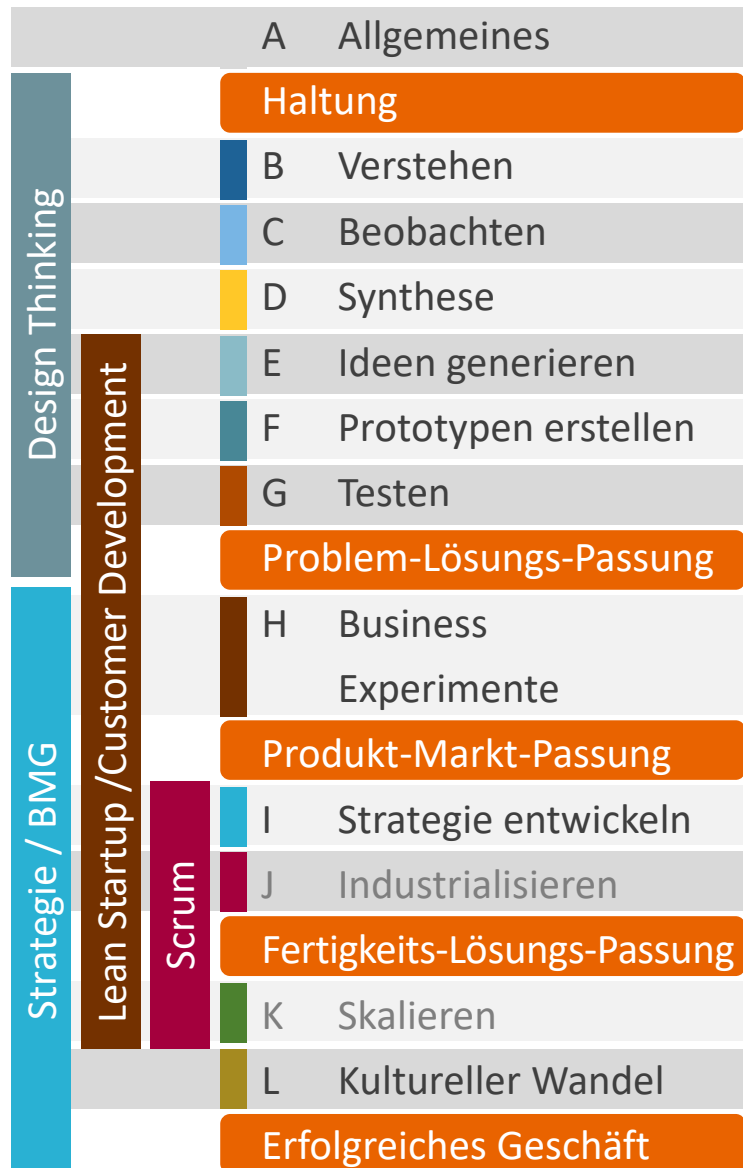 A Allgemeines
Haltung
B Verstehen
C Beobachten
D Synthese
E Ideen generieren
F Prototypen erstellen
G Testen
Problem-Lösungs-Passung
H Business
Experimente
Produkt-Markt-Passung
I Strategie entwickeln
J Industrialisieren
Fertigkeits-Lösungs-Passung
K Skalieren
L Kultureller Wandel
Erfolgreiches Geschäft
Design Thinking
Strategie / BMG
Lean Startup /Customer Development
Scrum